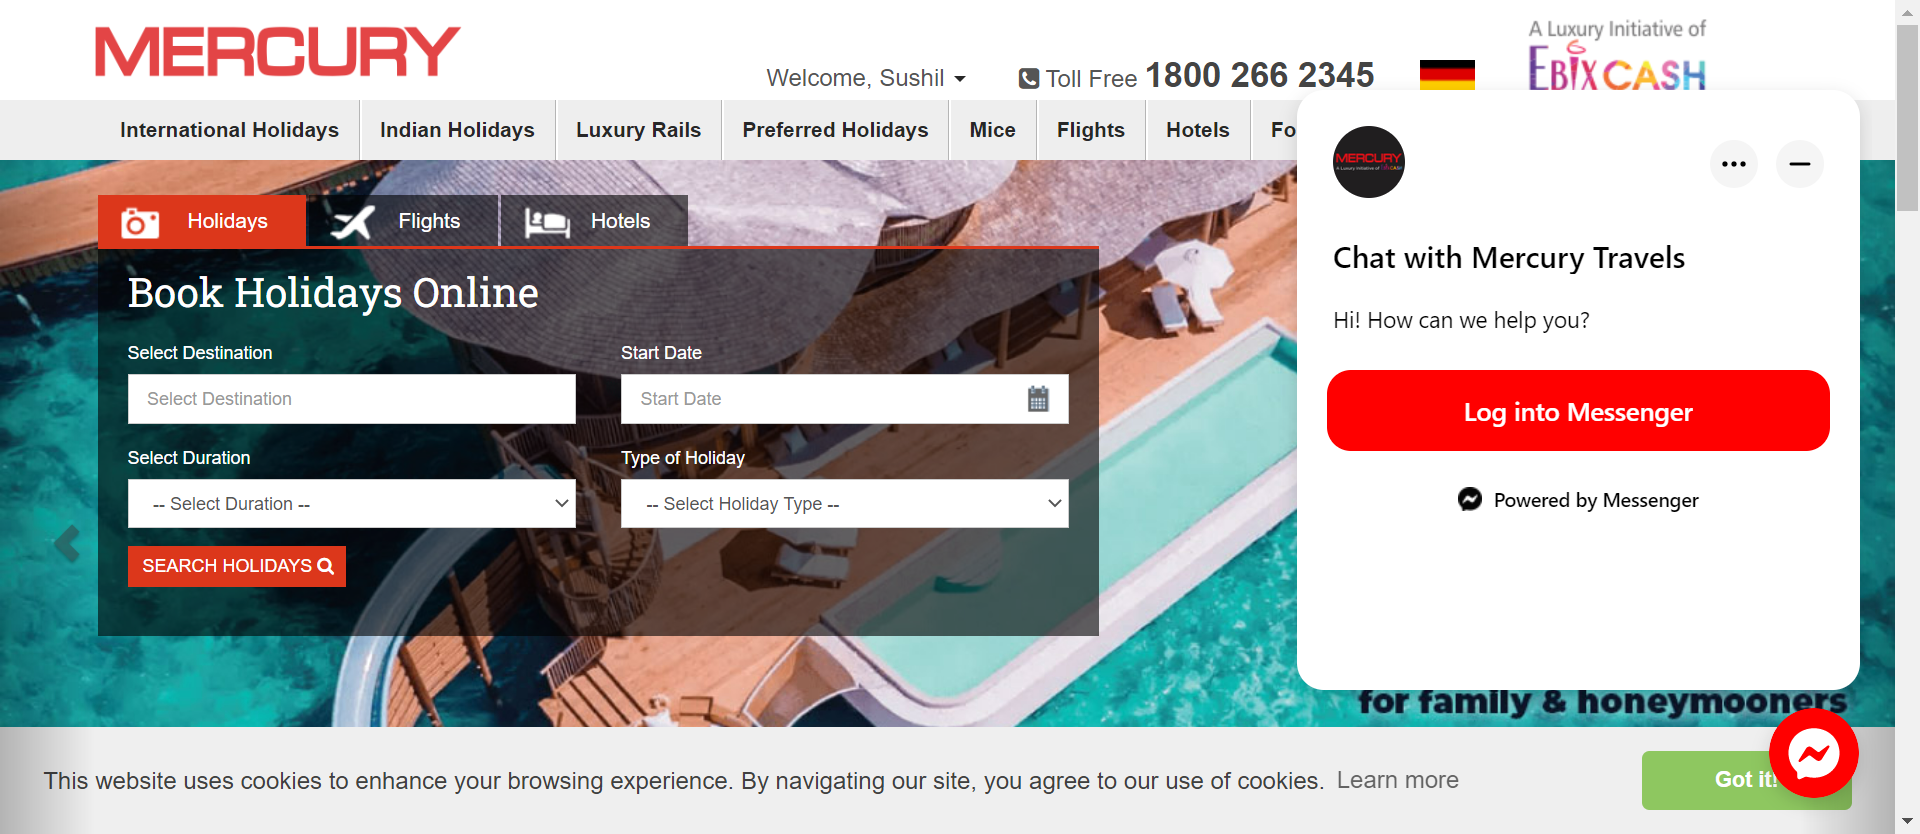 MERCURY
Welcome, Sushil
Toll Free 1800 266 2345
A Luxury Initiative of
EBIXCASH
International Holidays
Indian Holidays
Luxury Rails
Preferred Holidays
Mice
Flights
Hotels
Fo
Holidays
Flights
Hotels
Book Holidays Online
Select Destination
Start Date
Select Destination
Start Date
Select Duration
Type of Holiday
-- Select Duration --
-- Select Holiday Type --
SEARCH HOLIDAYS
MERCURY
A Luxury Initiative of EBIXCASH
Chat with Mercury Travels
Hi! How can we help you?
Log into Messenger
Powered by Messenger
for family & honeymooners
This website uses cookies to enhance your browsing experience. By navigating our site, you agree to our use of cookies. Learn more
Got it!